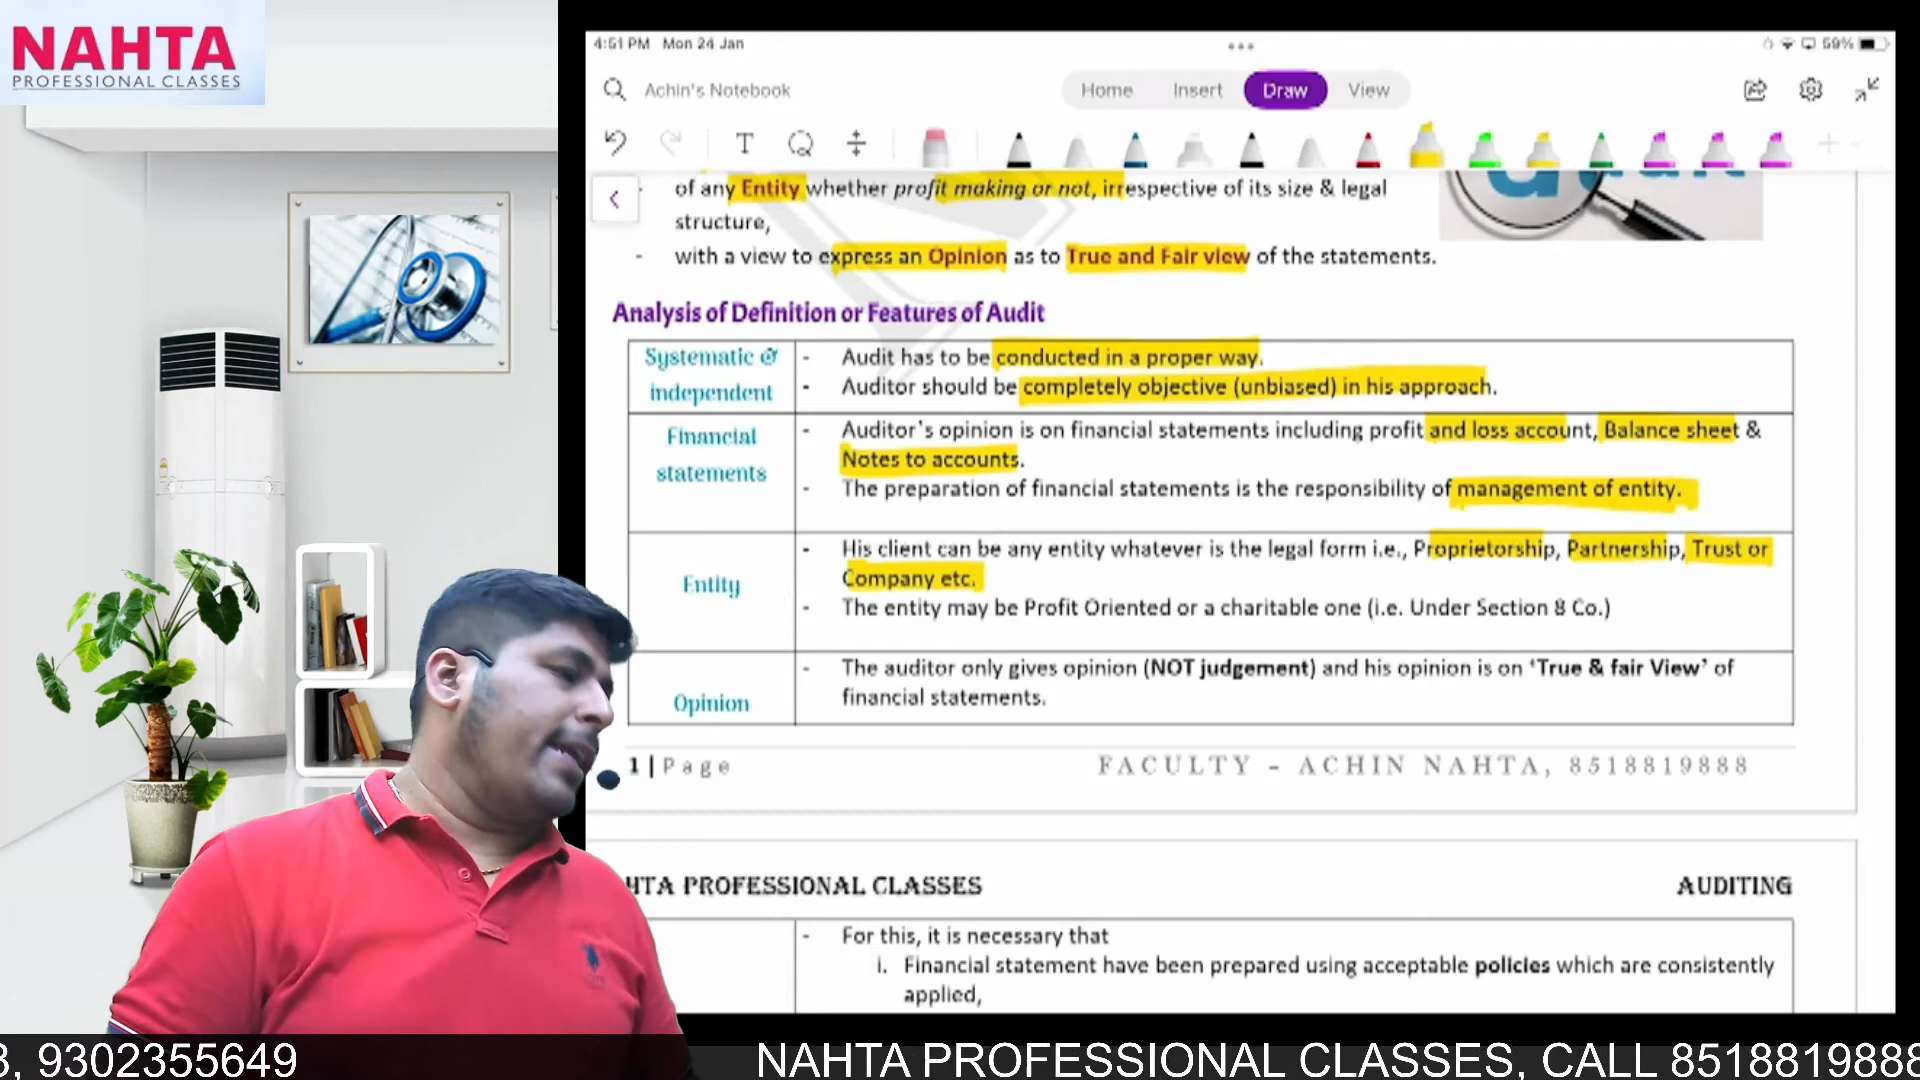 NAHTA
PROFESSIONAL CLASSES
4:51 PM Mon 24 Jan
59%
Achin's Notebook
Home
Insert
Draw
View
T
of any Entity whether profit making or not, irrespective of its size & legal
structure,
- with a view to express an Opinion as to True and Fair view of the statements.
Analysis of Definition or Features of Audit
Systematic &
independent
- Audit has to be conducted in a proper way.
- Auditor should be completely objective (unbiased) in his approach.
Financial
statements
- Auditor's opinion is on financial statements including profit and loss account, Balance sheet &
Notes to accounts.
- The preparation of financial statements is the responsibility of management of entity.
Entity
- His client can be any entity whatever is the legal form i.e., Proprietorship, Partnership, Trust or
Company etc.
- The entity may be Profit Oriented or a charitable one (i.e. Under Section 8 Co.)
Opinion
- The auditor only gives opinion (NOT judgement) and his opinion is on 'True & fair View' of
financial statements.
1 | Page
FACULTY - ACHIN NAHTA, 8518819888
HTA PROFESSIONAL CLASSES
AUDITING
- For this, it is necessary that
i. Financial statement have been prepared using acceptable policies which are consistently
applied,
, 9302355649
NAHTA PROFESSIONAL CLASSES, CALL 8518819888